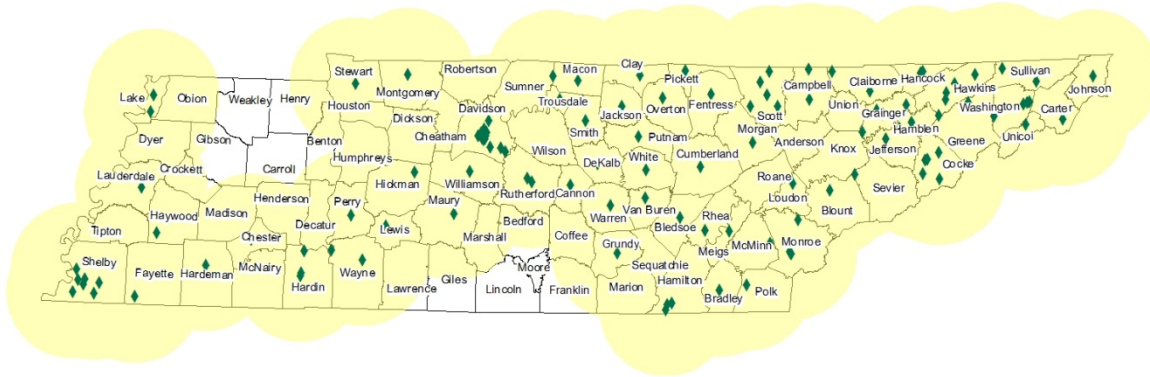 Stewart
Robertson
Macon
Clay
Pickett
Campbell
Claiborne
Hancock
Hawkins
Sullivan
Johnson
Lake
Obion
Weakley
Henry
Montgomery
Sumner
Houston
Trousdale
Jackson
Overton
Fentress
Scott
Union
Grainger
Washington
Carter
Davidson
Dickson
Dyer
Gibson
Benton
Cheatham
Smith
Putnam
Morgan
Anderson
Knox
Hamblen
Jefferson
Greene
Unicoi
Crockett
Carroll
Humphreys
Wilson
DeKalb
White
Cumberland
Cocke
Lauderdale
Hickman
Williamson
Rutherford
Cannon
Roane
Loudon
Blount
Sevier
Haywood
Madison
Henderson
Perry
Maury
Warren
Van Buren
Rhea
Tipton
Chester
Decatur
Lewis
Marshall
Bedford
Coffee
Bledsoe
Meigs
McMinn
Monroe
Shelby
Fayette
Hardeman
McNairy
Hardin
Wayne
Lawrence
Giles
Lincoln
Moore
Franklin
Grundy
Sequatchie
Marion
Hamilton
Bradley
Polk